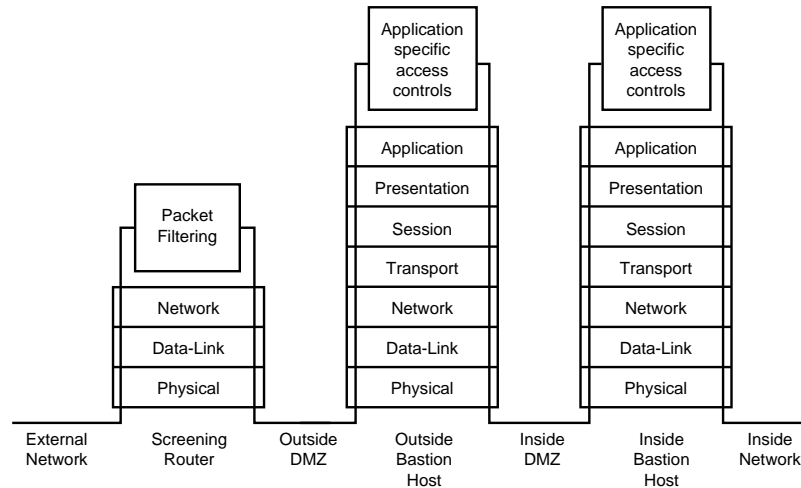 Packet
Filtering
Network
Data-Link
Physical
Application
specific
access
controls
Application
Presentation
Session
Transport
Network
Data-Link
Physical
Application
specific
access
controls
Application
Presentation
Session
Transport
Network
Data-Link
Physical
External
Network
Screening
Router
Outside
DMZ
Outside
Bastion
Host
Inside
DMZ
Inside
Bastion
Host
Inside
Network